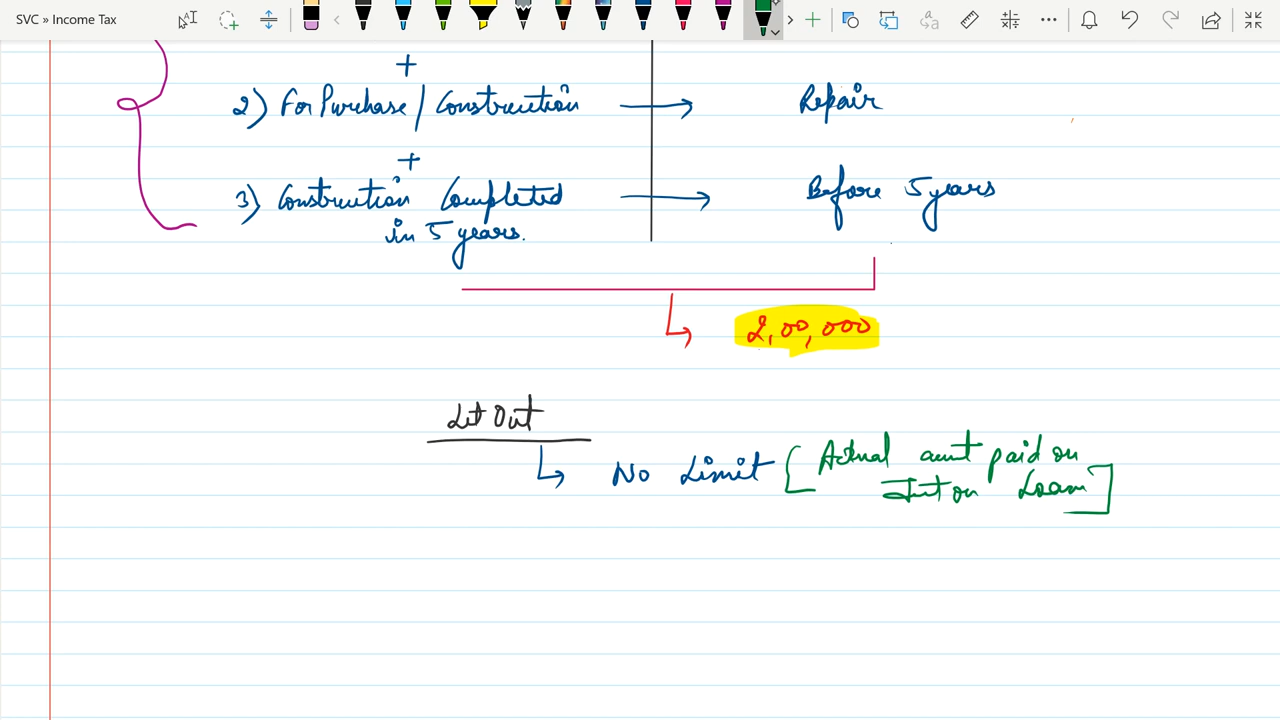 SVC » Income Tax
+
2) For Purchase / Construction → Repair
+
3) Construction Completed → Before 5 years
in 5 years.
2,00,000
Let Out
No Limit [Actual amt paid on
Int on Loan]